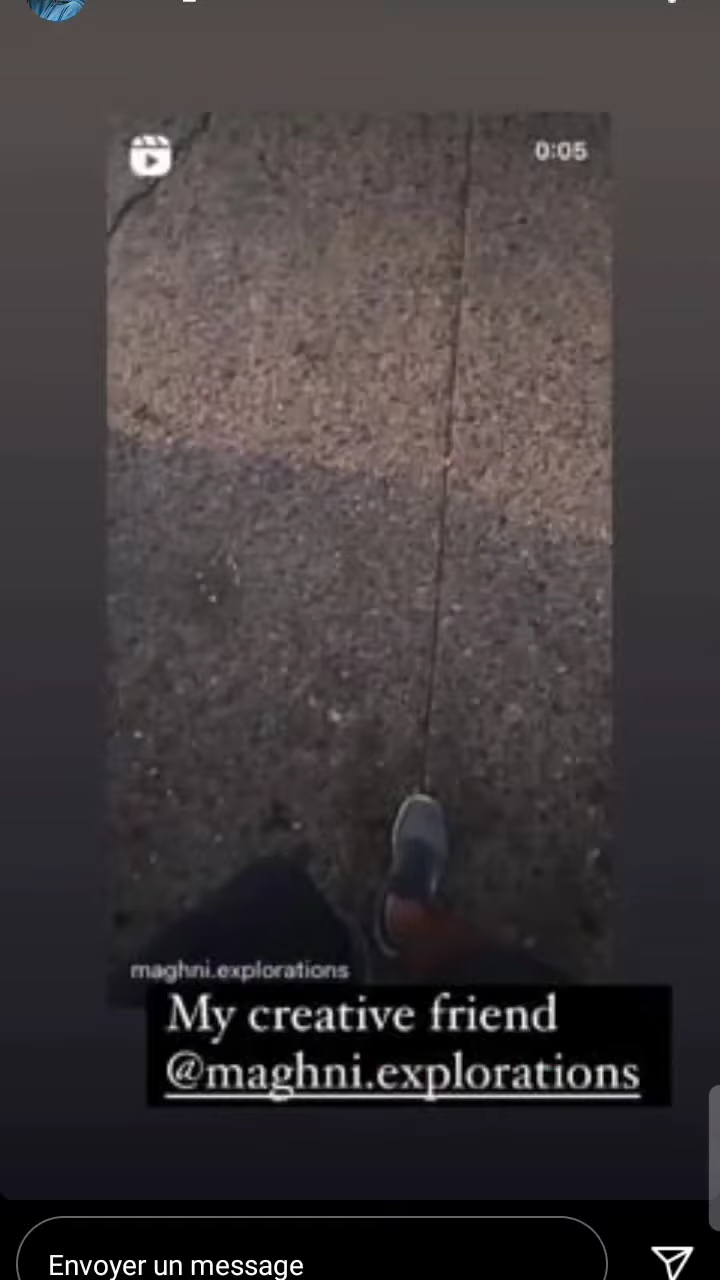 0:05
maghni.explorations
My creative friend
@maghni.explorations
Envoyer un message